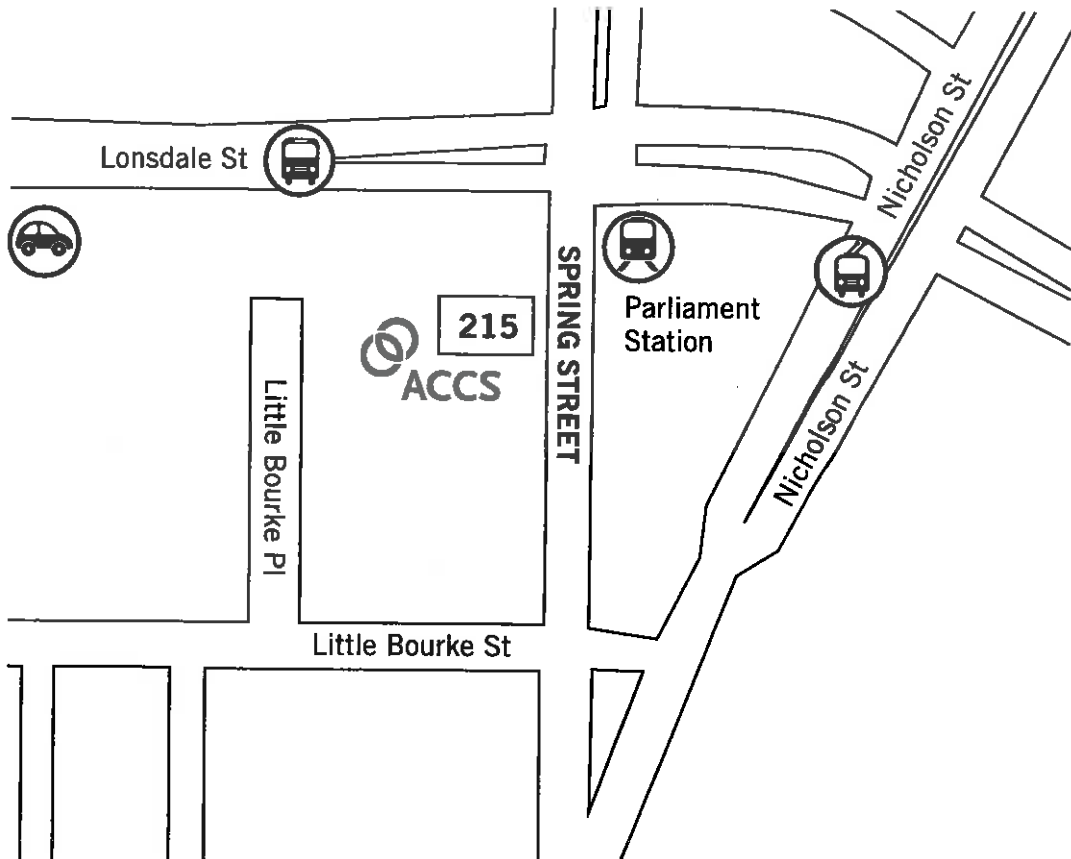 Nicholson St
Lonsdale St
SPRING STREET
Parliament
Station
215
ACCS
Little Bourke Pl
Nicholson St
Little Bourke St